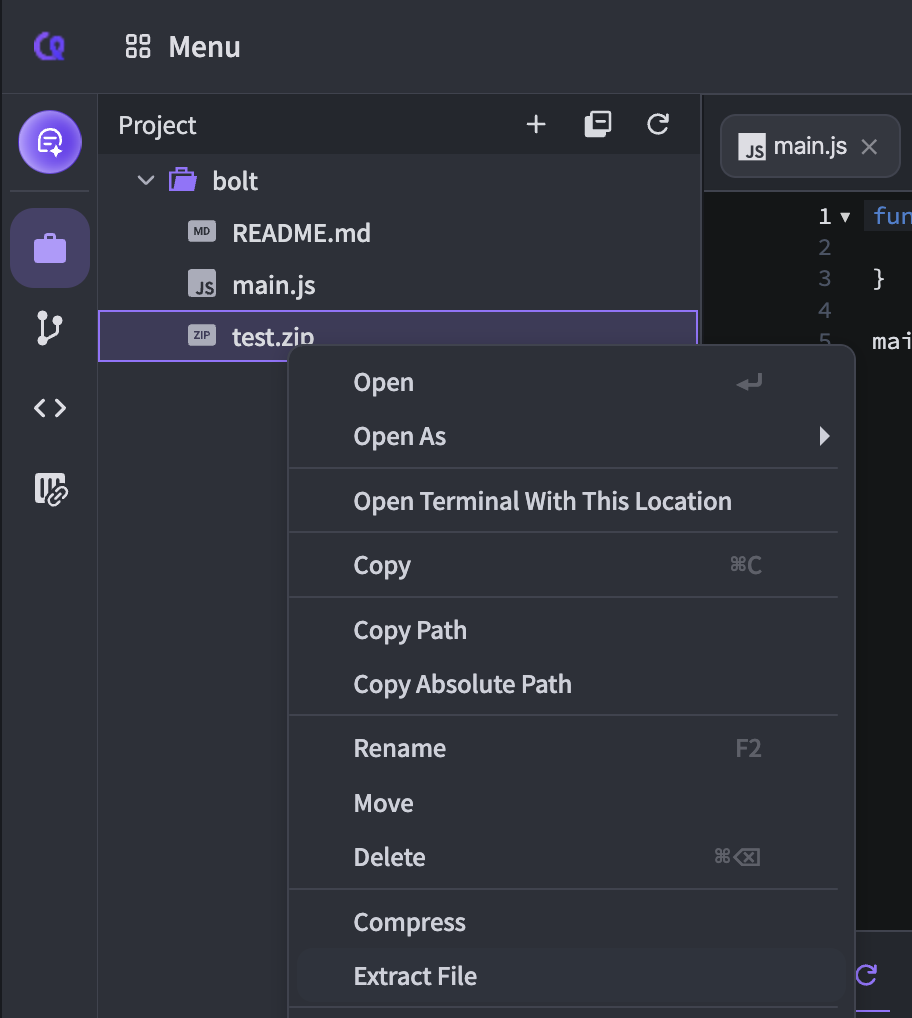 Menu
Project
main.js
bolt
MD README.md
JS main.js
ZIP test.zip
1
fun
2
3
}
4
5
mai
Open
Open As
Open Terminal With This Location
Copy ⌘C
Copy Path
Copy Absolute Path
Rename F2
Move
Delete ⌘⌫
Compress
Extract File